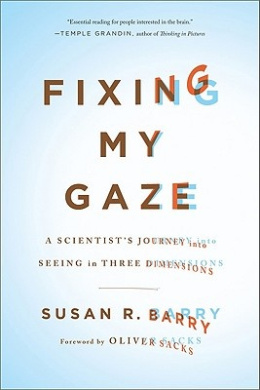 "Essential reading for people interested in the brain."
—TEMPLE GRANDIN, author of Thinking in Pictures
FIXING
MY
GAZE
A SCIENTIST'S JOURNEY into
SEEING in THREE DIMENSIONS
SUSAN R. BARRY
Foreword by OLIVER SACKS